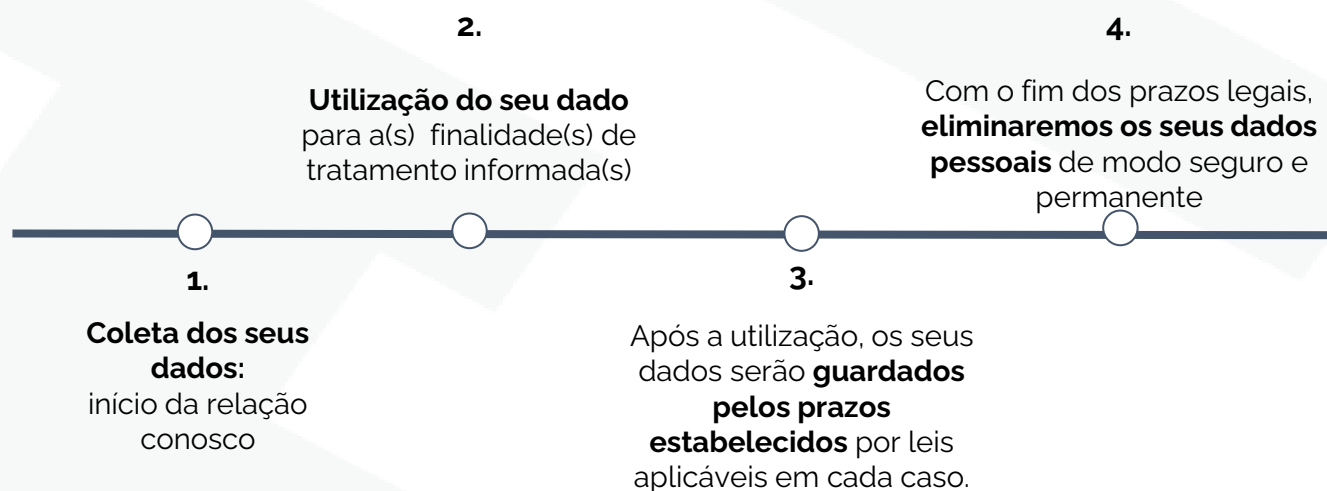 1.
Coleta dos seus
dados:
início da relação
conosco
2.
Utilização do seu dado
para a(s) finalidade(s) de
tratamento informada(s)
3.
Após a utilização, os seus
dados serão guardados
pelos prazos
estabelecidos por leis
aplicáveis em cada caso.
4.
Com o fim dos prazos legais,
eliminaremos os seus dados
pessoais de modo seguro e
permanente